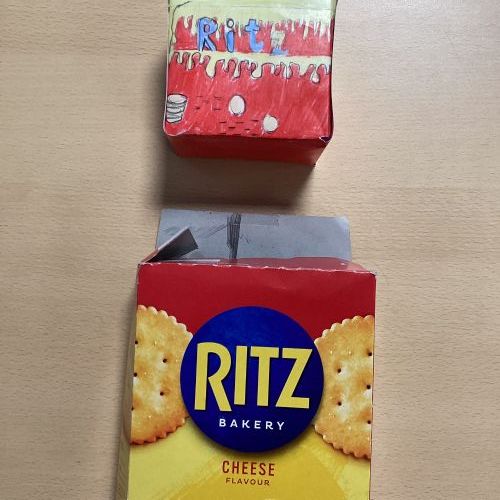 Ritz
RITZ
BAKERY
CHEESE
FLAVOUR